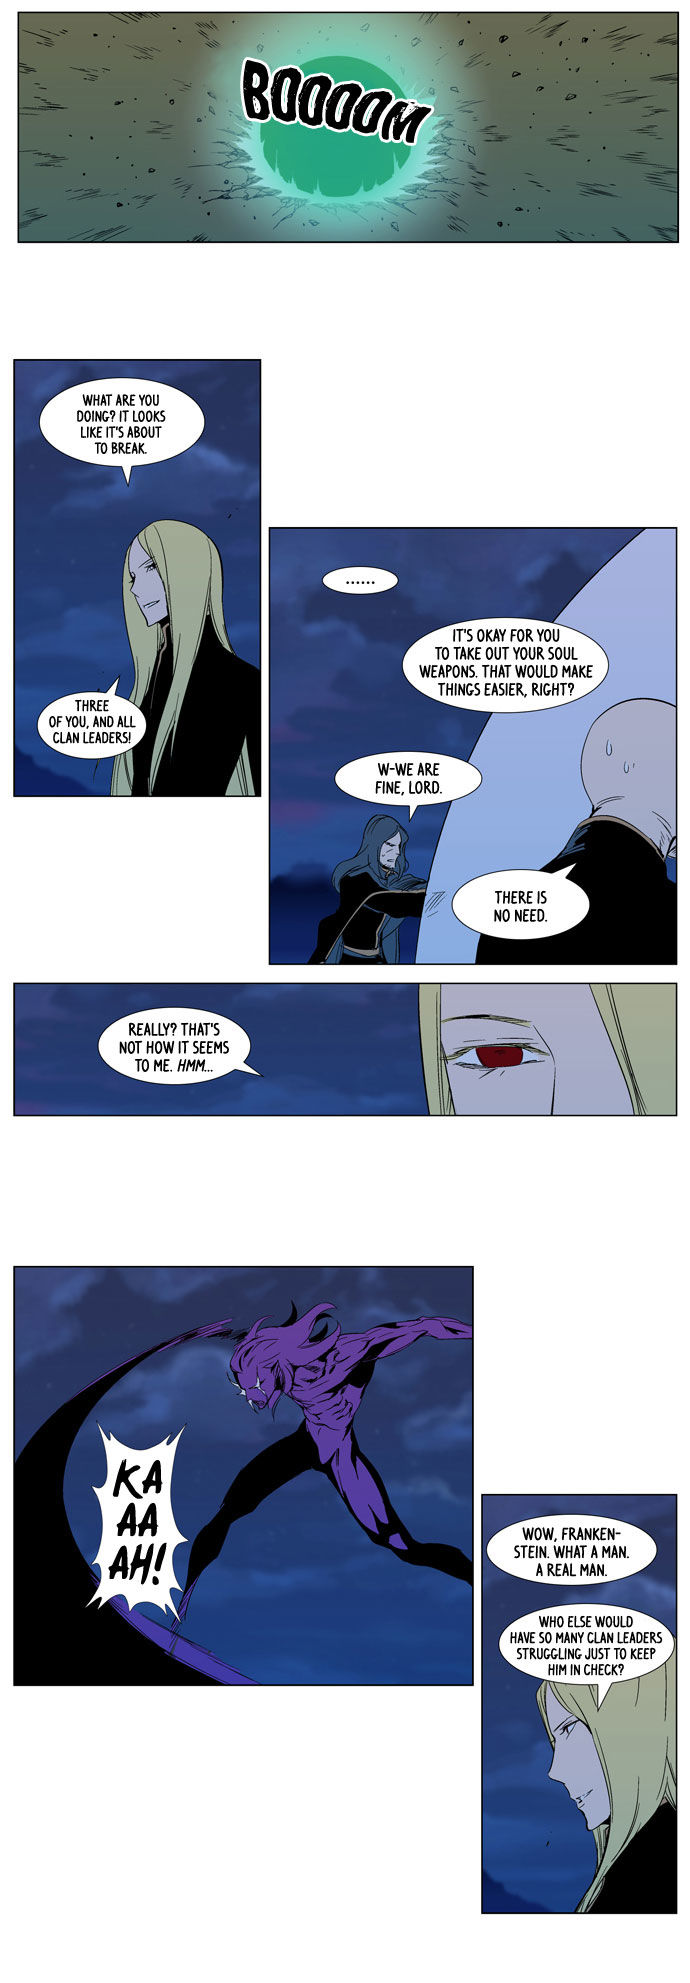 BOOOOM
WHAT ARE YOU
DOING? IT LOOKS
LIKE IT'S ABOUT
TO BREAK.
THREE
OF YOU, AND ALL
CLAN LEADERS!
......
IT'S OKAY FOR YOU
TO TAKE OUT YOUR SOUL
WEAPONS. THAT WOULD MAKE
THINGS EASIER, RIGHT?
W-WE ARE
FINE, LORD.
THERE IS
NO NEED.
REALLY? THAT'S
NOT HOW IT SEEMS
TO ME. HMM...
KA
AA
AH!
WOW, FRANKEN-
STEIN. WHAT A MAN.
A REAL MAN.
WHO ELSE WOULD
HAVE SO MANY CLAN LEADERS
STRUGGLING JUST TO KEEP
HIM IN CHECK?